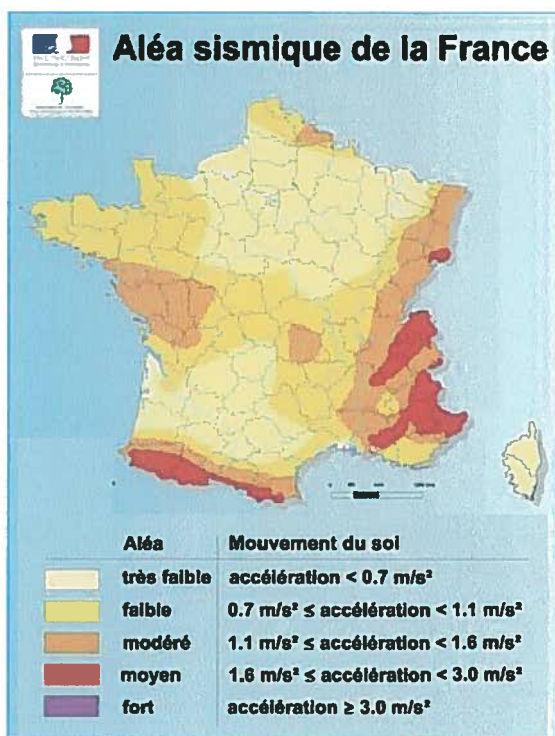 Aléa sismique de la France
Aléa Mouvement du sol
très faible accélération < 0.7 m/s²
faible 0.7 m/s² ≤ accélération < 1.1 m/s²
modéré 1.1 m/s² ≤ accélération < 1.6 m/s²
moyen 1.6 m/s² ≤ accélération < 3.0 m/s²
fort accélération ≥ 3.0 m/s²